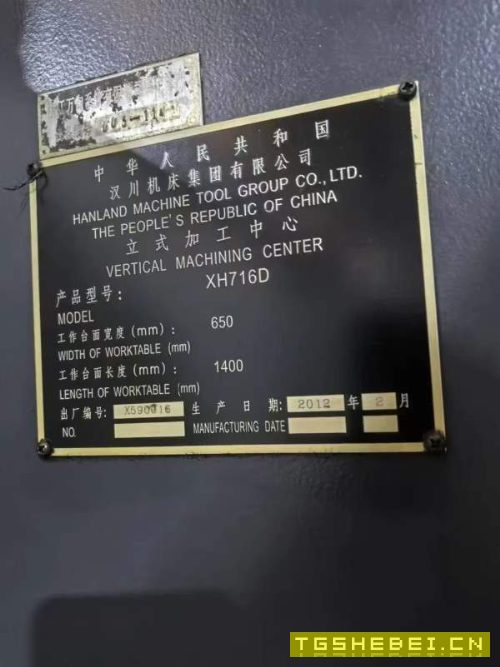 中华人民共和国
汉川机床集团有限公司
HANLAND MACHINE TOOL GROUP CO., LTD.
THE PEOPLE'S REPUBLIC OF CHINA
立式加工中心
VERTICAL MACHINING CENTER
产品型号: XH716D
MODEL
工作台面宽度(mm): 650
WIDTH OF WORKTABLE (mm)
工作台面长度(mm): 1400
LENGTH OF WORKTABLE (mm)
出厂编号: X590016 生产日期: 2012 年 2 月
NO. MANUFACTURING DATE
TGSHEBEI.CN